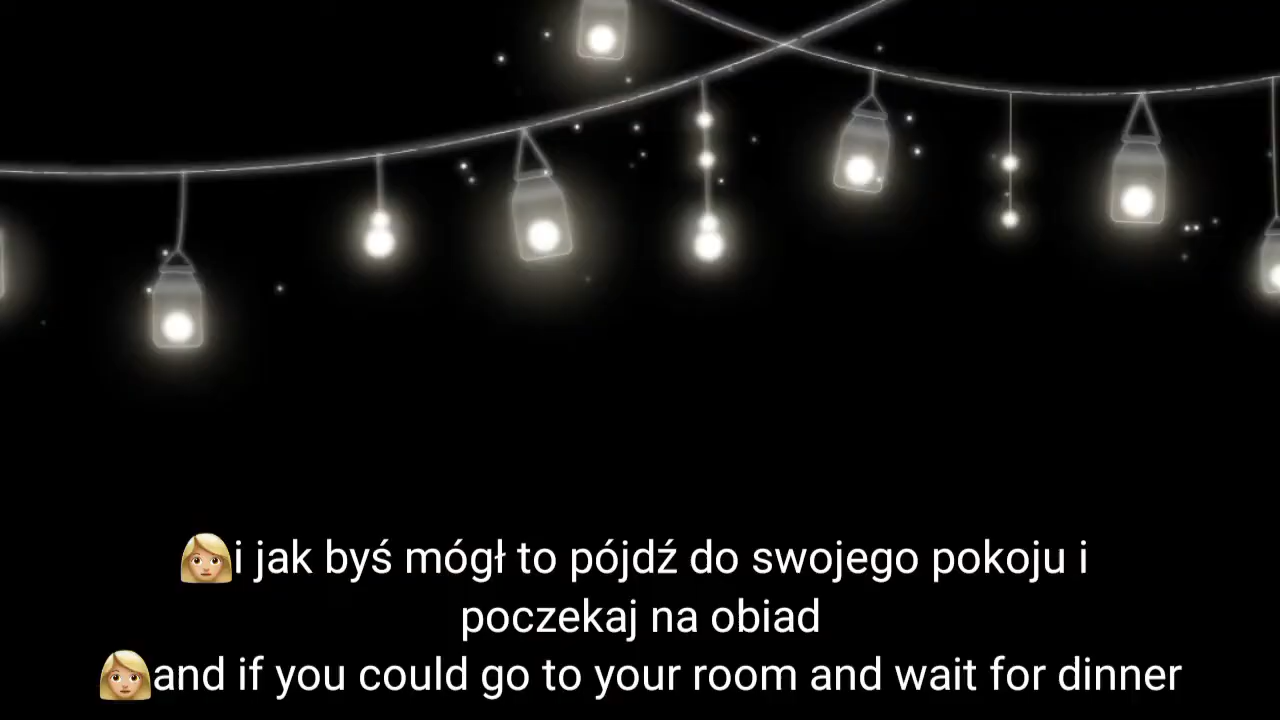 👩🏼i jak byś mógł to pójdź do swojego pokoju i
poczekaj na obiad
👩🏼and if you could go to your room and wait for dinner